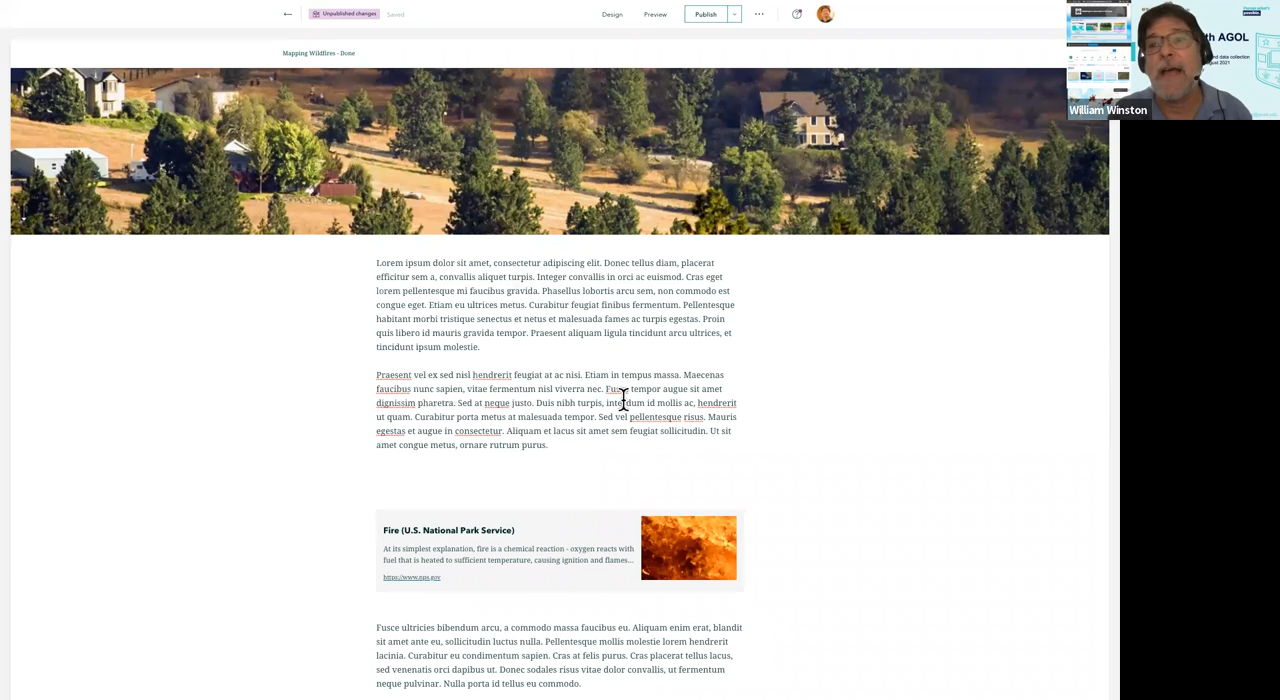 Unpublished changes
Saved
Design
Preview
Publish
th AGOL
and data collection
gust 2021
William Winston
Mapping Wildfires - Done
Lorem ipsum dolor sit amet, consectetur adipiscing elit. Donec tellus diam, placerat
efficitur sem a, convallis aliquet turpis. Integer convallis in orci ac euismod. Cras eget
lorem pellentesque mi faucibus gravida. Phasellus lobortis arcu sem, non commodo est
congue eget. Etiam eu ultrices metus. Curabitur feugiat finibus fermentum. Pellentesque
habitant morbi tristique senectus et netus et malesuada fames ac turpis egestas. Proin
quis libero id mauris gravida tempor. Praesent aliquam ligula tincidunt arcu ultrices, et
tincidunt ipsum molestie.
Praesent vel ex sed nisl hendrerit feugiat at ac nisi. Etiam in tempus massa. Maecenas
faucibus nunc sapien, vitae fermentum nisl viverra nec. Fusce tempor augue sit amet
dignissim pharetra. Sed at neque justo. Duis nibh turpis, interdum id mollis ac, hendrerit
ut quam. Curabitur porta metus at malesuada tempor. Sed vel pellentesque risus. Mauris
egestas et augue in consectetur. Aliquam et lacus sit amet sem feugiat sollicitudin. Ut sit
amet congue metus, ornare rutrum purus.
Fire (U.S. National Park Service)
At its simplest explanation, fire is a chemical reaction - oxygen reacts with
fuel that is heated to sufficient temperature, causing ignition and flames...
https://www.nps.gov
Fusce ultricies bibendum arcu, a commodo massa faucibus eu. Aliquam enim erat, blandit
sit amet ante eu, sollicitudin luctus nulla. Pellentesque mollis molestie lorem hendrerit
lacinia. Curabitur eu condimentum sapien. Cras at felis purus. Cras placerat tellus lacus,
sed venenatis orci dapibus ut. Donec sodales risus vitae dolor convallis, ut fermentum
neque pulvinar. Nulla porta id tellus eu commodo.